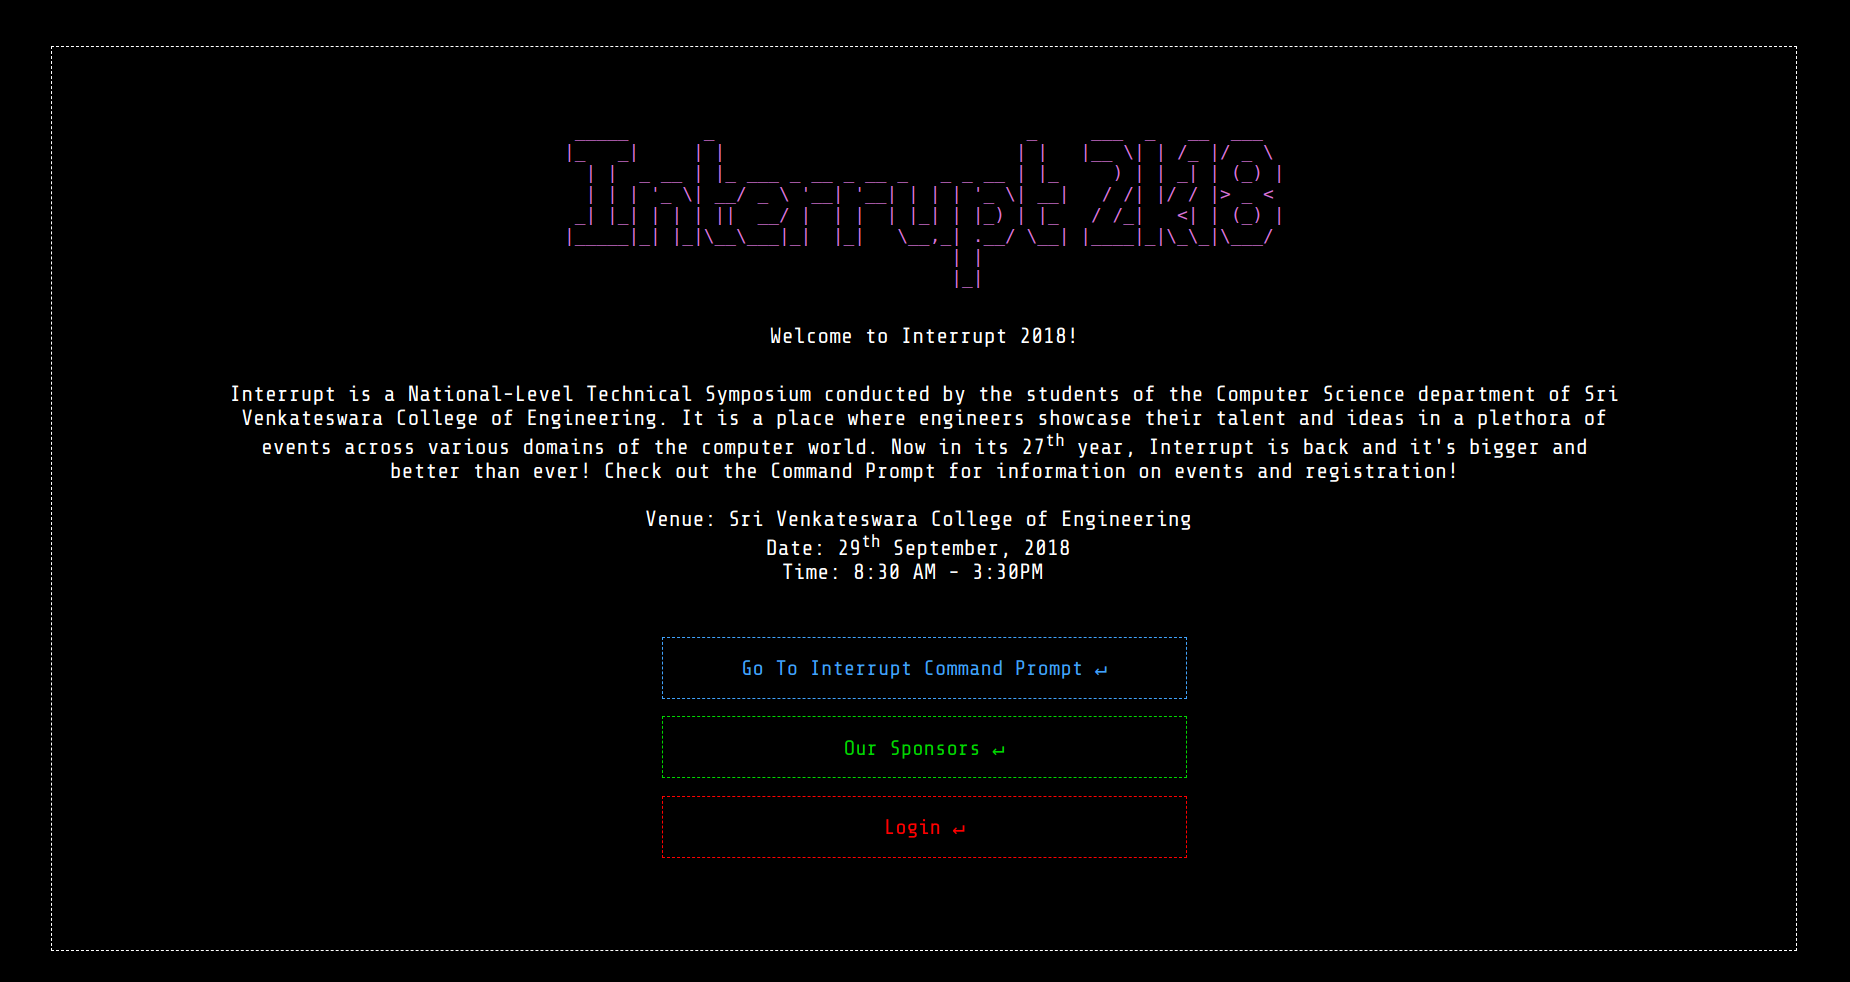 Interrupt 2K18
Welcome to Interrupt 2018!
Interrupt is a National-Level Technical Symposium conducted by the students of the Computer Science department of Sri
Venkateswara College of Engineering. It is a place where engineers showcase their talent and ideas in a plethora of
events across various domains of the computer world. Now in its 27th year, Interrupt is back and it's bigger and
better than ever! Check out the Command Prompt for information on events and registration!
Venue: Sri Venkateswara College of Engineering
Date: 29th September, 2018
Time: 8:30 AM - 3:30PM
Go To Interrupt Command Prompt ↵
Our Sponsors ↵
Login ↵